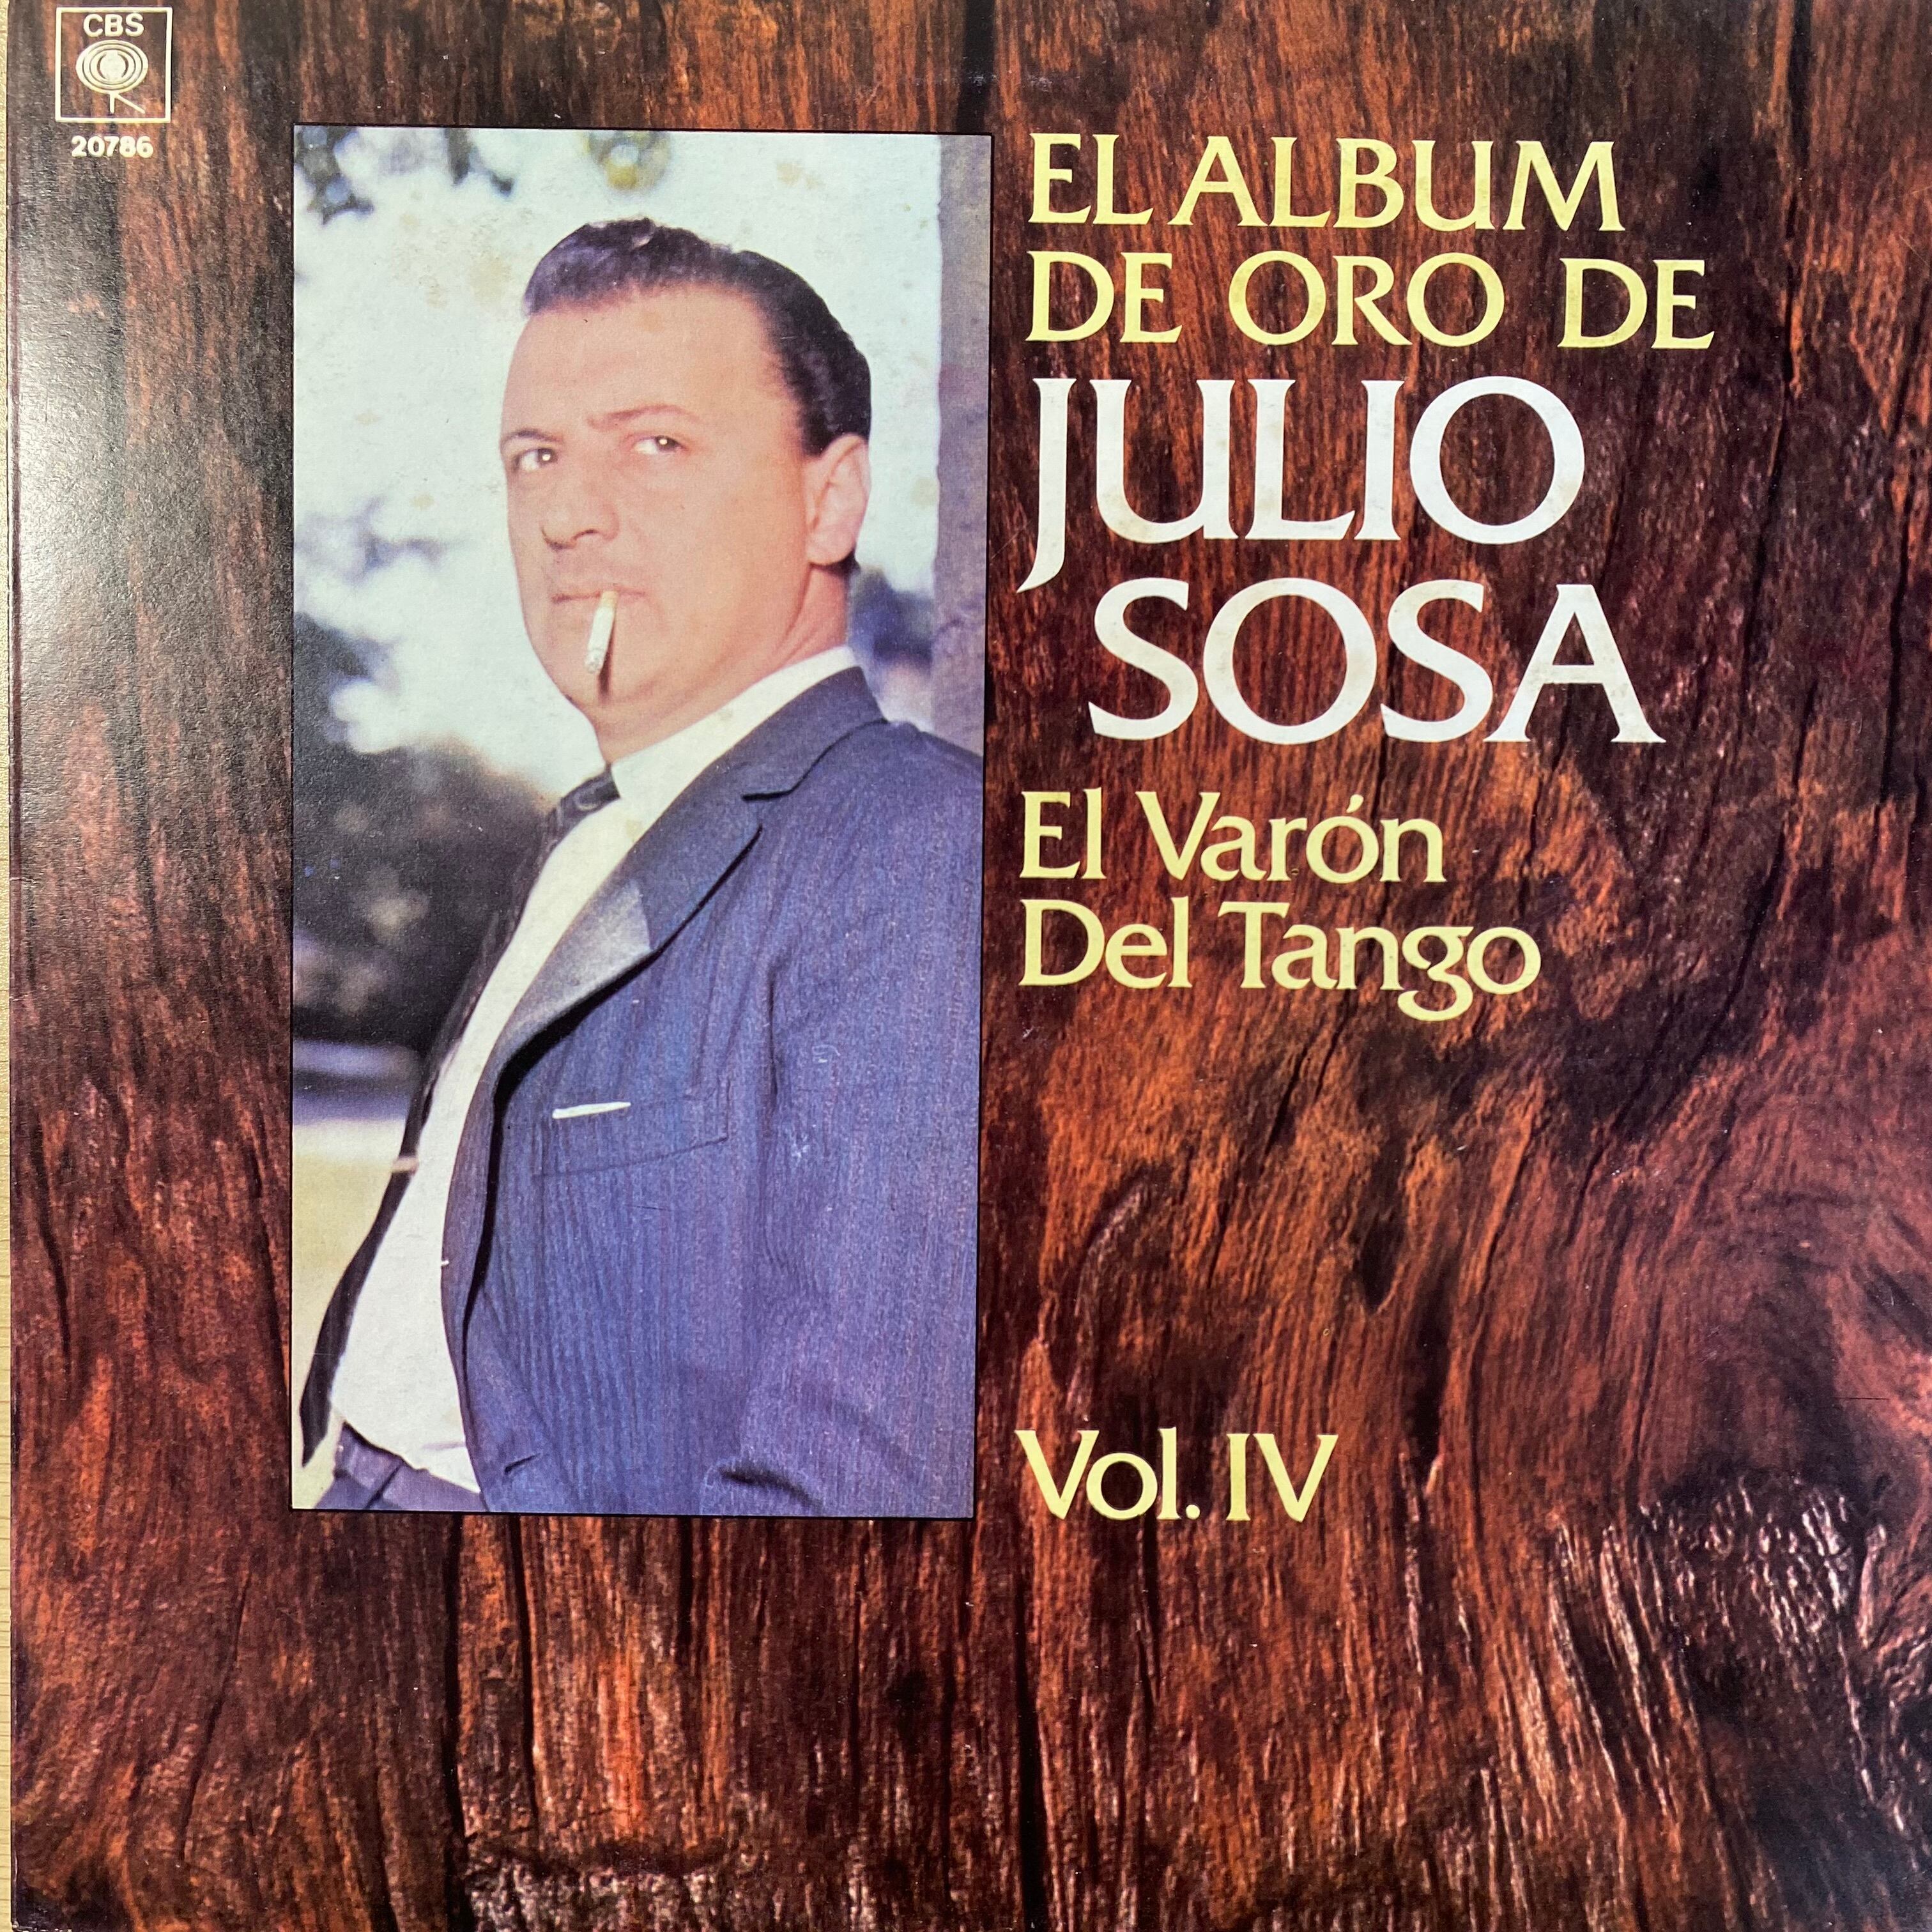 CBS
20786
EL ALBUM
DE ORO DE
JULIO
SOSA
El Varón
Del Tango
Vol. IV